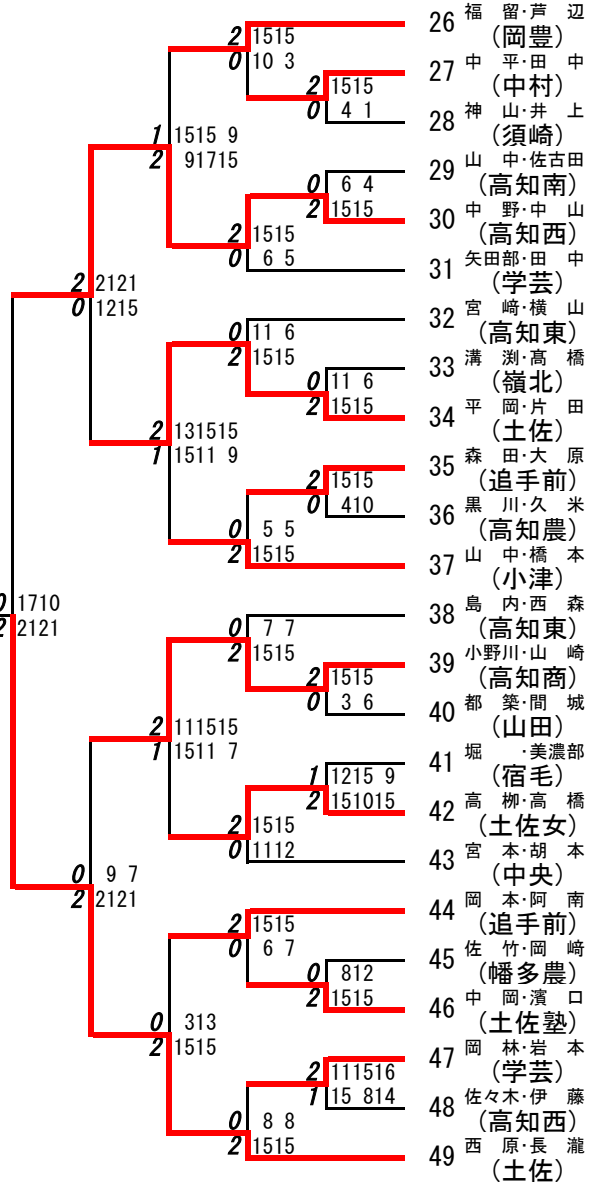 26 福 留・芦 辺
（岡豊）
2 1515
0 10 3
27 中 平・田 中
（中村）
2 1515
0 4 1
28 神 山・井 上
（須崎）
1 1515 9
2 91715
29 山 中・佐古田
（高知南）
0 6 4
2 1515
30 中 野・中 山
（高知西）
2 1515
0 6 5
31 矢田部・田 中
（学芸）
2 2121
0 1215
32 宮 﨑・横 山
（高知東）
0 11 6
2 1515
33 溝 渕・髙 橋
（嶺北）
0 11 6
2 1515
34 平 岡・片 田
（土佐）
2 131515
1 1511 9
35 森 田・大 原
（追手前）
2 1515
0 410
36 黒 川・久 米
（高知農）
0 5 5
2 1515
37 山 中・橋 本
（小津）
0 1710
2 2121
38 島 内・西 森
（高知東）
0 7 7
2 1515
39 小野川・山 崎
（高知商）
2 1515
0 3 6
40 都 築・間 城
（山田）
2 111515
1 1511 7
41 堀 ・美濃部
（宿毛）
1 1215 9
2 151015
42 高 栁・高 橋
（土佐女）
2 1515
0 1112
43 宮 本・胡 本
（中央）
0 9 7
2 2121
44 岡 本・阿 南
（追手前）
2 1515
0 6 7
45 佐 竹・岡 﨑
（幡多農）
0 812
2 1515
46 中 岡・濱 口
（土佐塾）
0 313
2 1515
47 岡 林・岩 本
（学芸）
2 111516
1 15 814
48 佐々木・伊 藤
（高知西）
0 8 8
2 1515
49 西 原・長 瀧
（土佐）